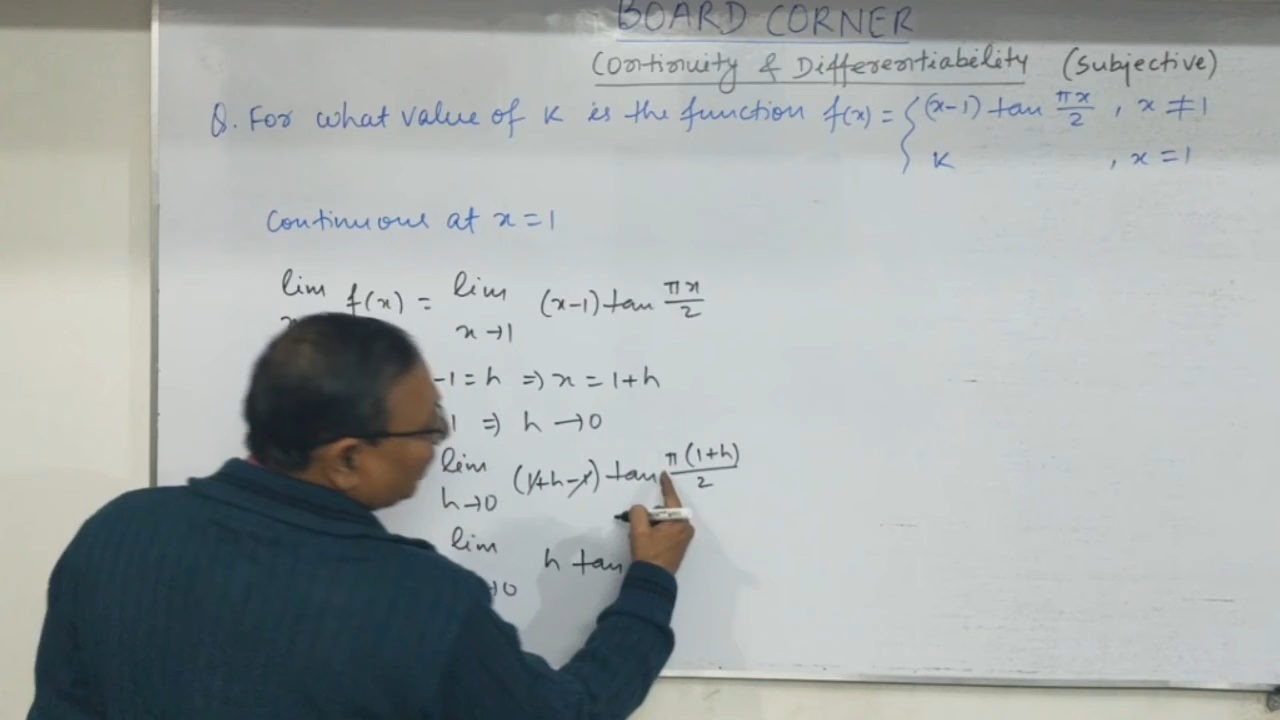 BOARD CORNER
Continuity & Differentiability (Subjective)
Q. For what value of K is the function f(x) = { (x-1) tan πx/2 , x ≠ 1
K , x = 1
Continuous at x = 1
lim f(x) = lim (x-1) tan πx/2
x→1
-1 = h ⇒ x = 1+h
1 ⇒ h → 0
lim (1+h-1) tan π(1+h)/2
h→0
lim h tan
→0